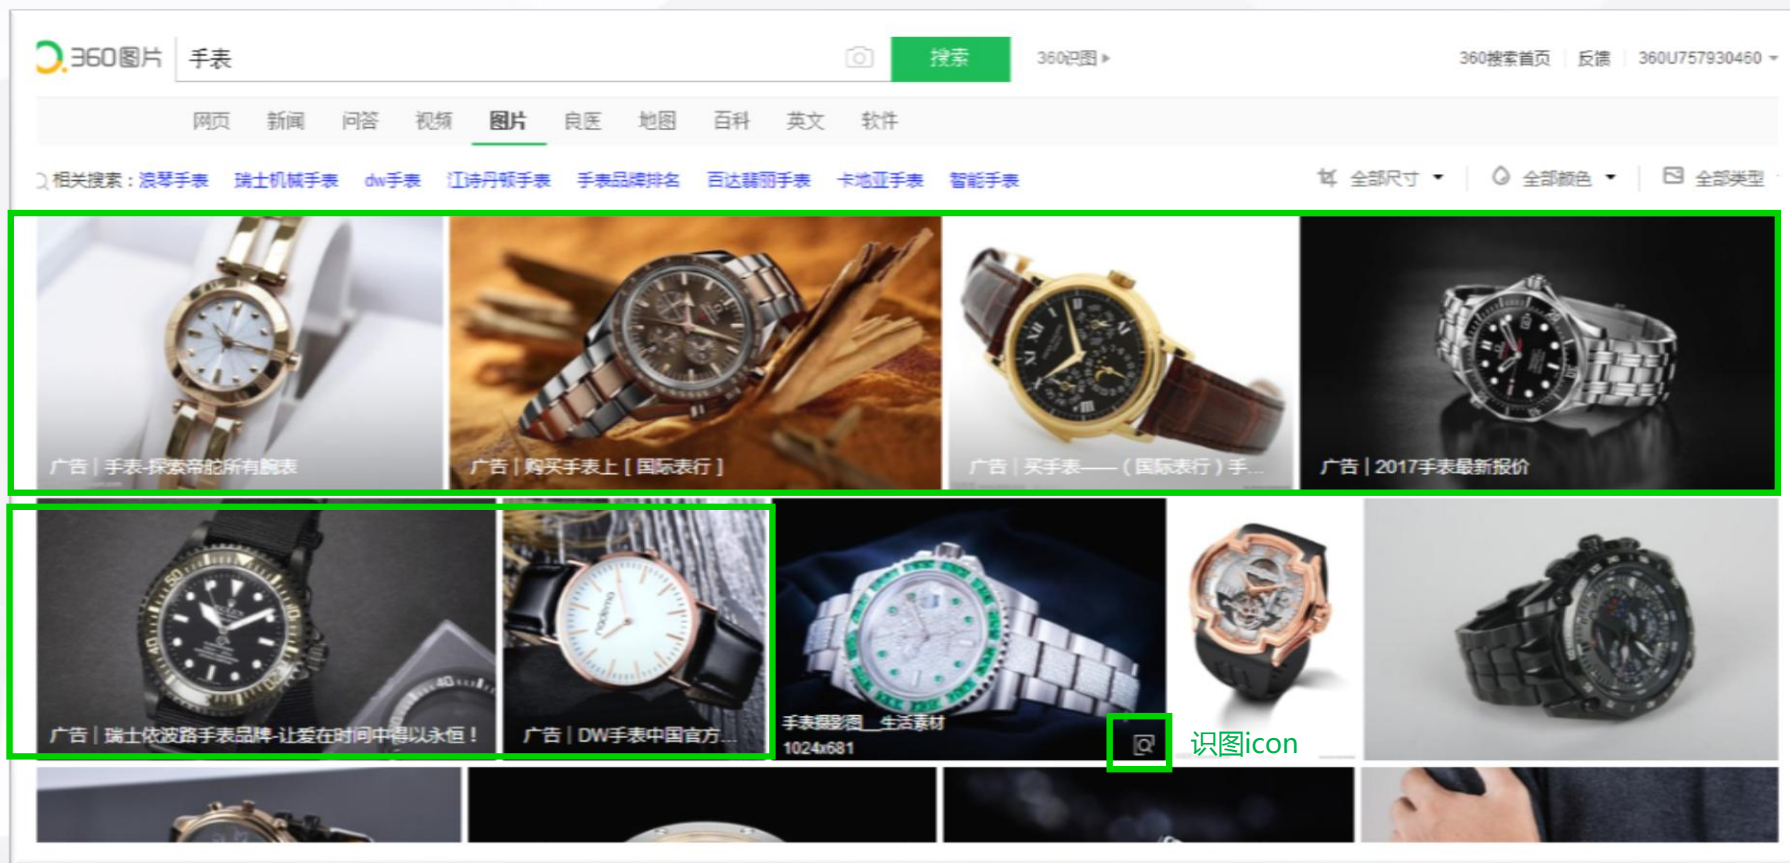 360图片
手表
搜索
360识图
360搜索首页 反馈 360U757930460
网页 新闻 问答 视频 图片 良医 地图 百科 英文 软件
相关搜索：浪琴手表 瑞士机械手表 dw手表 江诗丹顿手表 手表品牌排名 百达翡丽手表 卡地亚手表 智能手表
全部尺寸 全部颜色 全部类型
广告 | 手表-探索帝舵所有腕表
广告 | 购买手表上 [ 国际表行 ]
广告 | 买手表——（国际表行）手...
广告 | 2017手表最新报价
nodeno
广告 | 瑞士依波路手表品牌-让爱在时间中得以永恒！
广告 | DW手表中国官方...
手表摄影图__生活素材
1024x681
识图icon